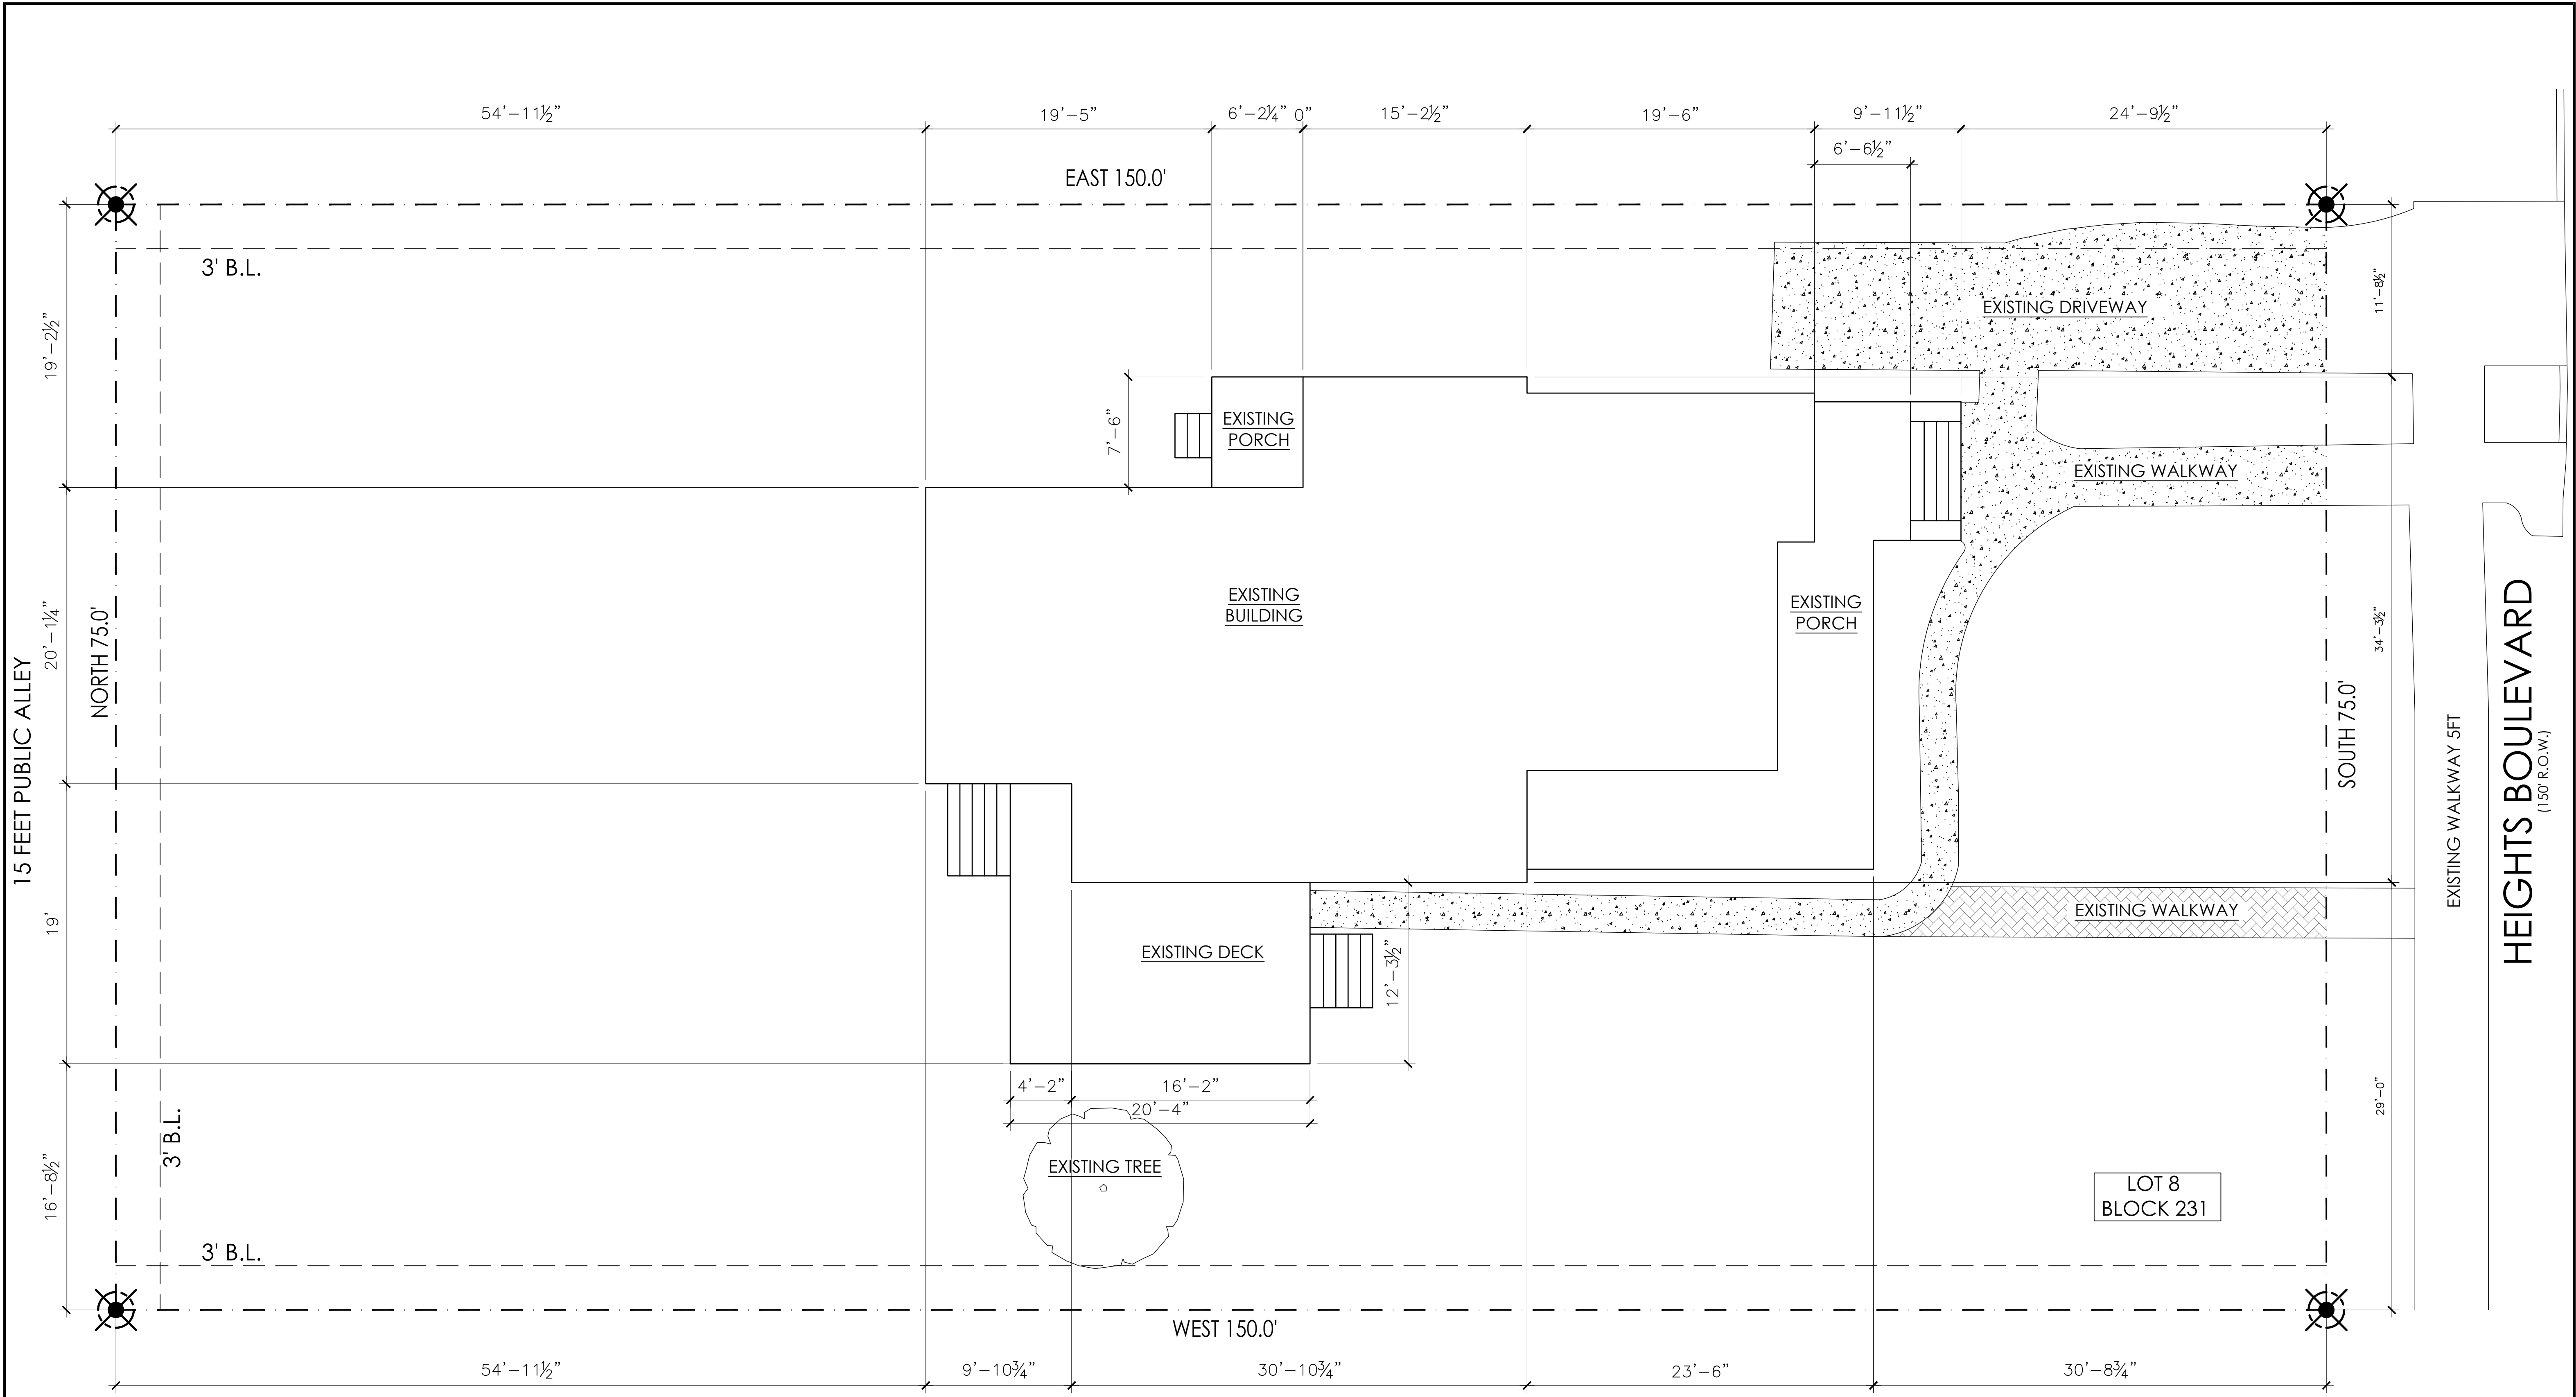 54'-11½" 19'-5" 6'-2¼" 0" 15'-2½" 19'-6" 9'-11½" 24'-9½"
6'-6½"
EAST 150.0'
3' B.L.
11'-8½"
EXISTING DRIVEWAY
19'-2½"
7'-6"
EXISTING
PORCH
EXISTING WALKWAY
EXISTING
BUILDING
EXISTING
PORCH
20'-1¼"
34'-3½"
NORTH 75.0'
15 FEET PUBLIC ALLEY
SOUTH 75.0'
EXISTING WALKWAY 5FT
HEIGHTS BOULEVARD
(150' R.O.W.)
19'
EXISTING WALKWAY
EXISTING DECK
12'-3½"
4'-2" 16'-2"
20'-4"
29'-0"
3' B.L.
EXISTING TREE
16'-8½"
LOT 8
BLOCK 231
3' B.L.
WEST 150.0'
54'-11½" 9'-10¾" 30'-10¾" 23'-6" 30'-8¾"